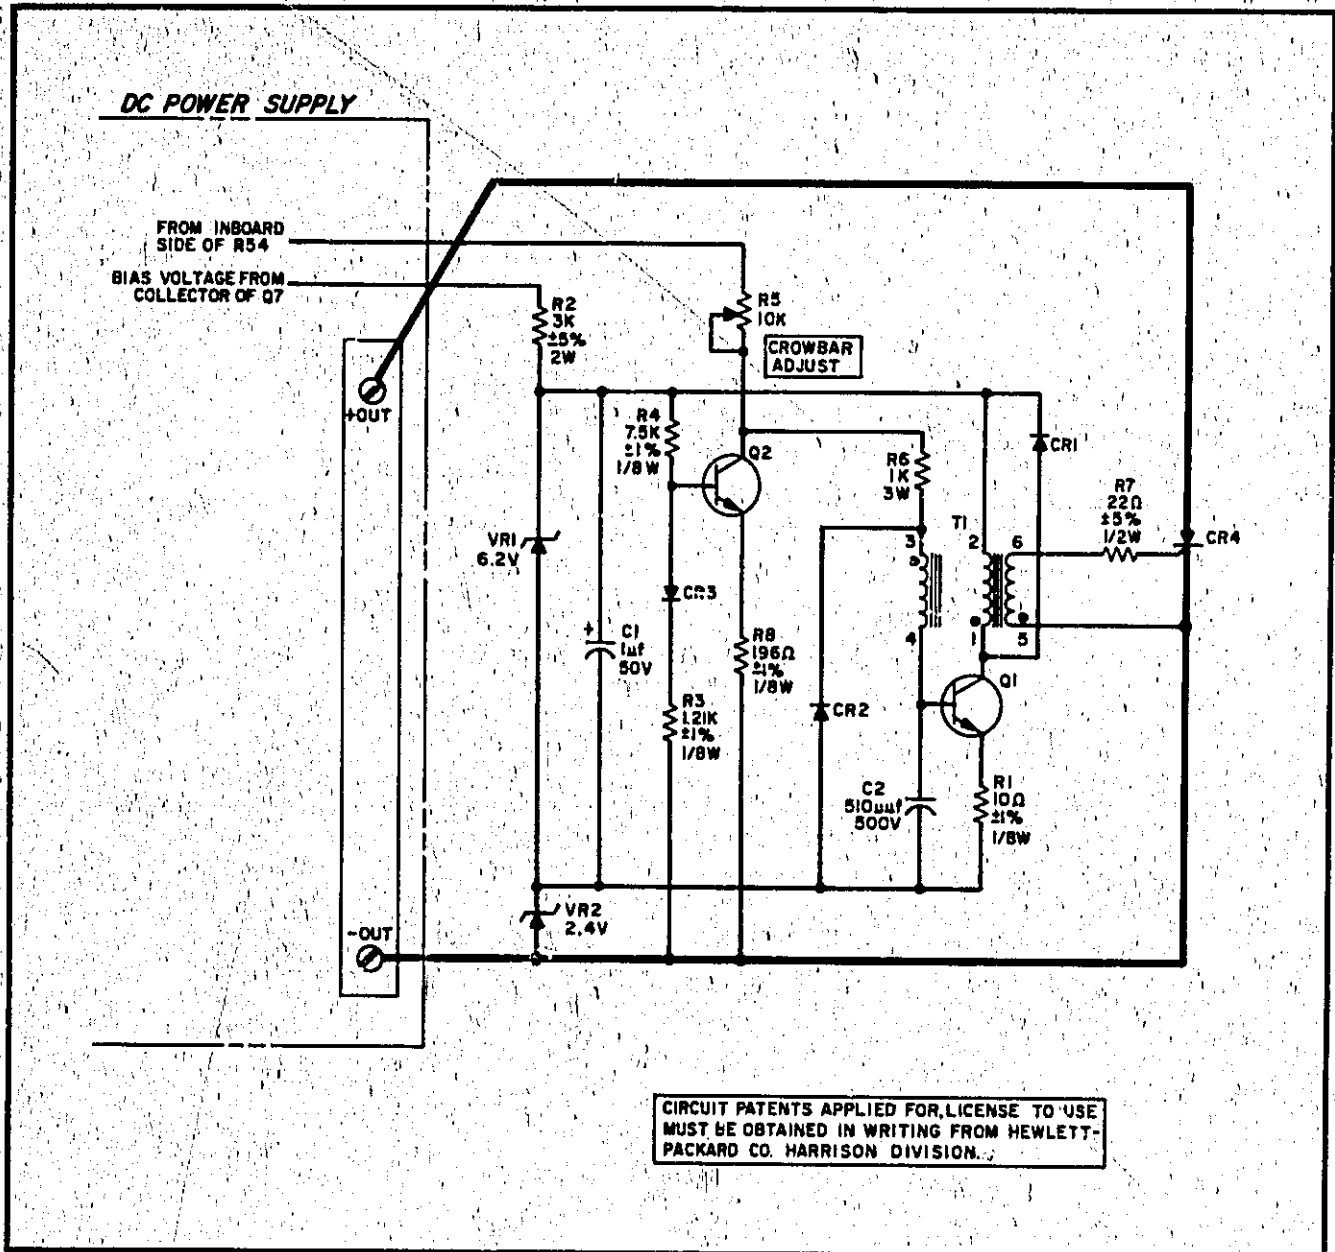 DC POWER SUPPLY
FROM INBOARD
SIDE OF R54
BIAS VOLTAGE FROM
COLLECTOR OF Q7
R2
3K
±5%
2W
R5
10K
CROWBAR
ADJUST
+OUT
R4
7.5K
±1%
1/8W
Q2
R6
1K
3W
CR1
R7
22Ω
±5%
1/2W
VR1
6.2V
T1
3
2
6
CR4
CR3
C1
+
1µf
50V
4
1
5
R8
196Ω
±1%
1/8W
Q1
R3
1.21K
±1%
1/8W
CR2
C2
510µµf
500V
R1
10Ω
±1%
1/8W
VR2
2.4V
-OUT
CIRCUIT PATENTS APPLIED FOR, LICENSE TO USE
MUST BE OBTAINED IN WRITING FROM HEWLETT-
PACKARD CO. HARRISON DIVISION.